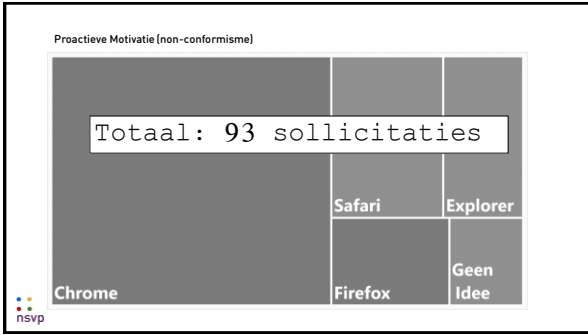 Proactieve Motivatie (non-conformisme)
Totaal: 93 sollicitaties
Safari
Explorer
Chrome
Firefox
Geen
Idee
nsvp